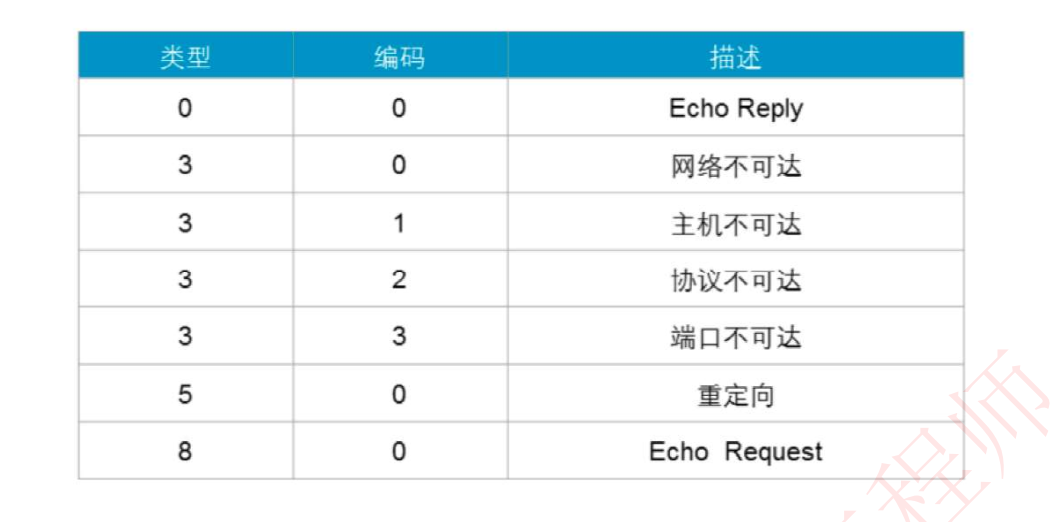 类型 编码 描述
0 0 Echo Reply
3 0 网络不可达
3 1 主机不可达
3 2 协议不可达
3 3 端口不可达
5 0 重定向
8 0 Echo Request
程师